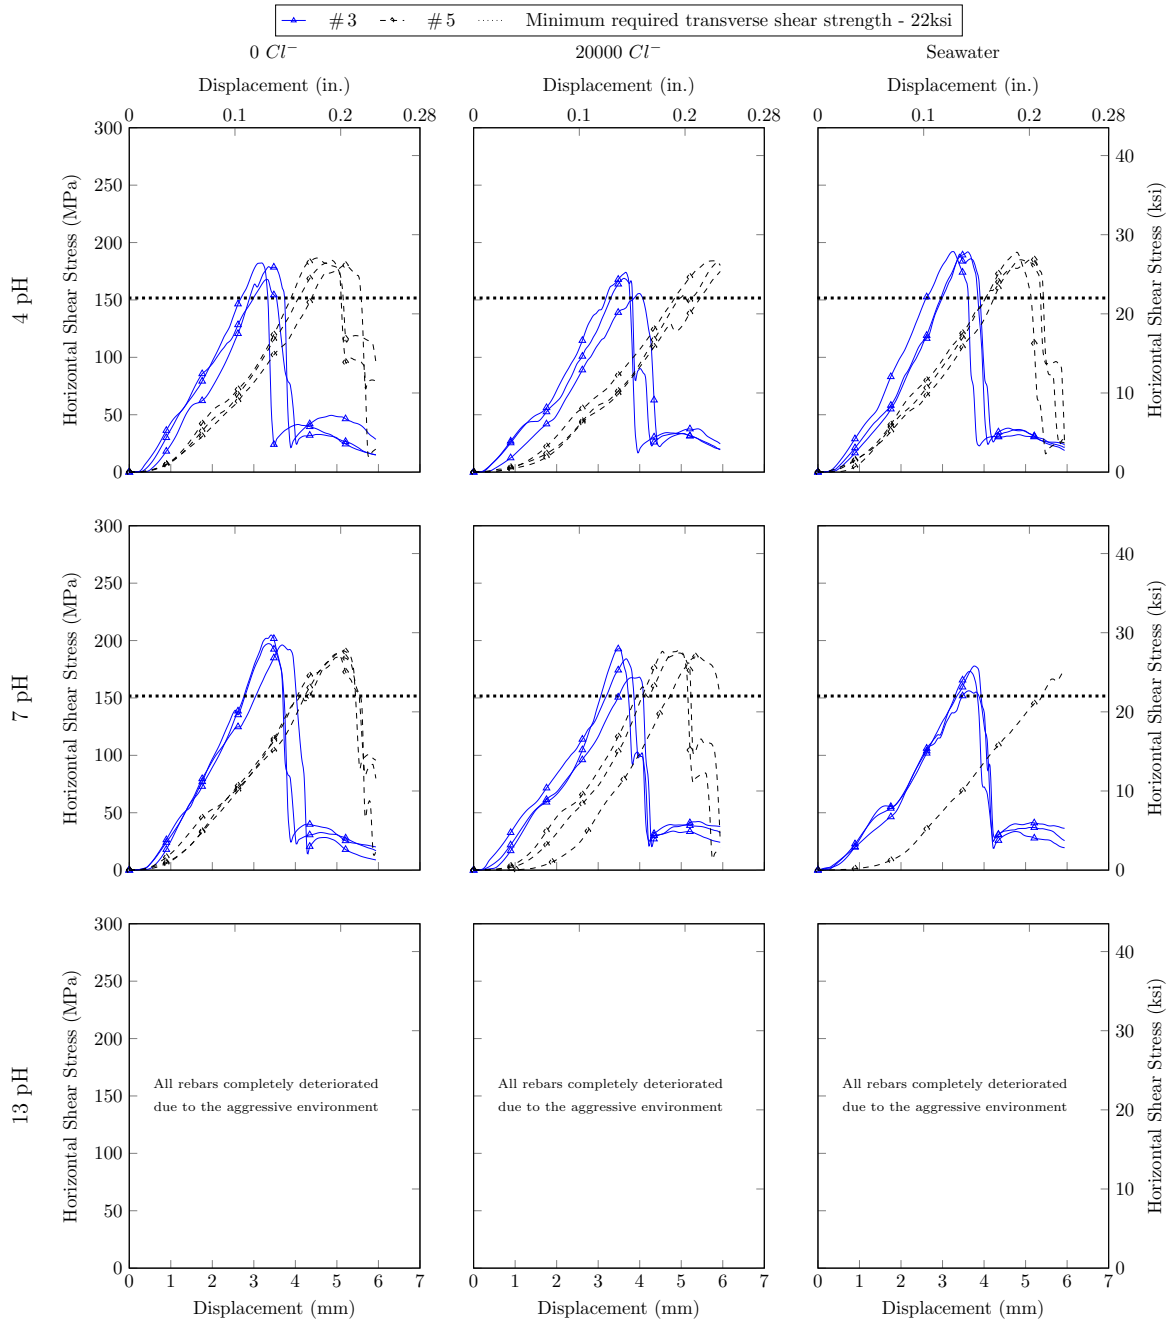 #3 #5 Minimum required transverse shear strength - 22ksi
0 Cl⁻ 20000 Cl⁻ Seawater
Displacement (in.) Displacement (in.) Displacement (in.)
0 0.1 0.2 0.28 0 0.1 0.2 0.28 0 0.1 0.2 0.28
4 pH
Horizontal Shear Stress (MPa)
300
250
200
150
100
50
0
40
30
20
10
0
Horizontal Shear Stress (ksi)
7 pH
Horizontal Shear Stress (MPa)
300
250
200
150
100
50
0
40
30
20
10
0
Horizontal Shear Stress (ksi)
13 pH
Horizontal Shear Stress (MPa)
300
250
200
150
100
50
0
All rebars completely deteriorated
due to the aggressive environment
All rebars completely deteriorated
due to the aggressive environment
All rebars completely deteriorated
due to the aggressive environment
40
30
20
10
0
Horizontal Shear Stress (ksi)
0 1 2 3 4 5 6 7 0 1 2 3 4 5 6 7 0 1 2 3 4 5 6 7
Displacement (mm) Displacement (mm) Displacement (mm)